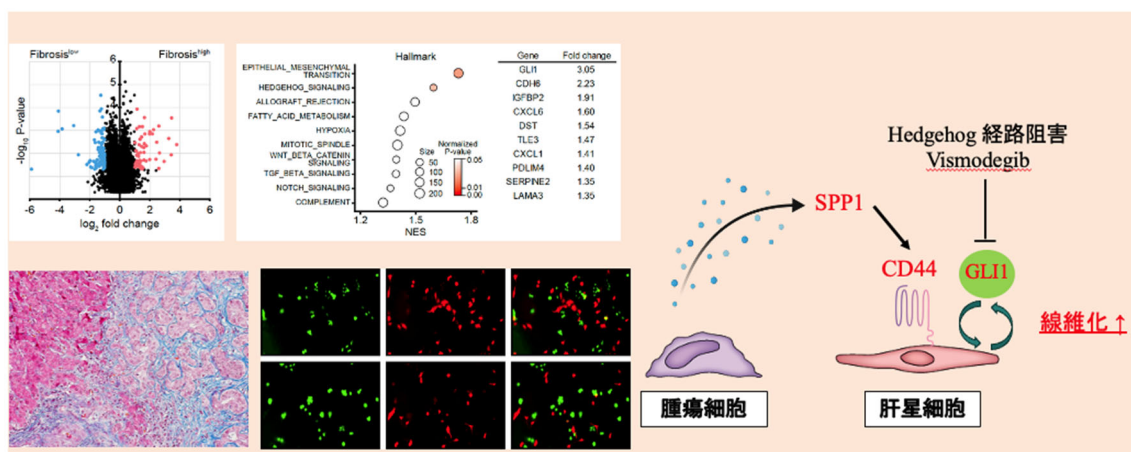 Fibrosislow Fibrosishigh
6
5
4
3
2
1
0
-log10 P-value
-6 -4 -2 0 2 4 6
log2 fold change
Hallmark
EPITHELIAL_MESENCHYMAL
TRANSITION
HEDGEHOG_SIGNALING
ALLOGRAFT_REJECTION
FATTY_ACID_METABOLISM
HYPOXIA
MITOTIC_SPINDLE
WNT_BETA_CATENIN
SIGNALING
TGF_BETA_SIGNALING
NOTCH_SIGNALING
COMPLEMENT
Size
50
100
150
200
Normalized
P-value
0.05
0.01
0.00
1.2 1.5 1.8
NES
Gene Fold change
GLI1 3.05
CDH6 2.23
IGFBP2 1.91
CXCL6 1.60
DST 1.54
TLE3 1.47
CXCL1 1.41
PDLIM4 1.40
SERPINE2 1.35
LAMA3 1.35
Hedgehog 経路阻害
Vismodegib
SPP1
CD44
GLI1
線維化 ↑
腫瘍細胞
肝星細胞